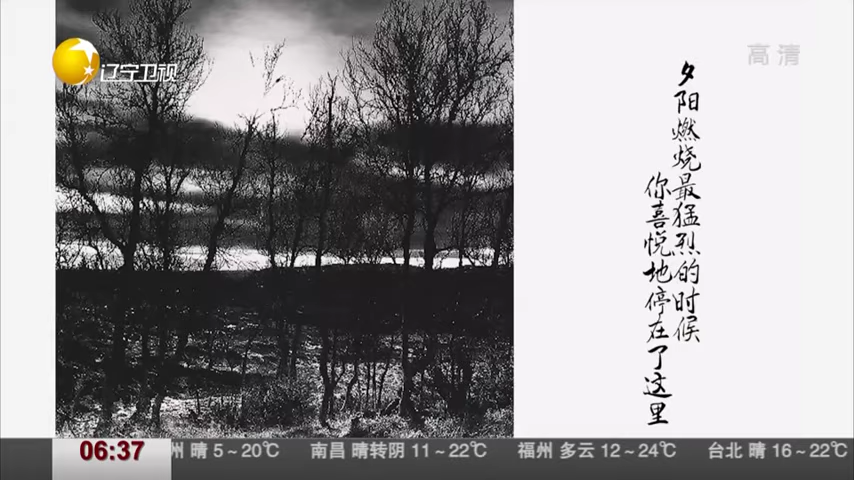 辽宁卫视
高清
夕阳燃烧最猛烈的时候
你喜悦地停在了这里
06:37
州 晴 5~20℃ 南昌 晴转阴 11~22℃ 福州 多云 12~24℃ 台北 晴 16~22℃